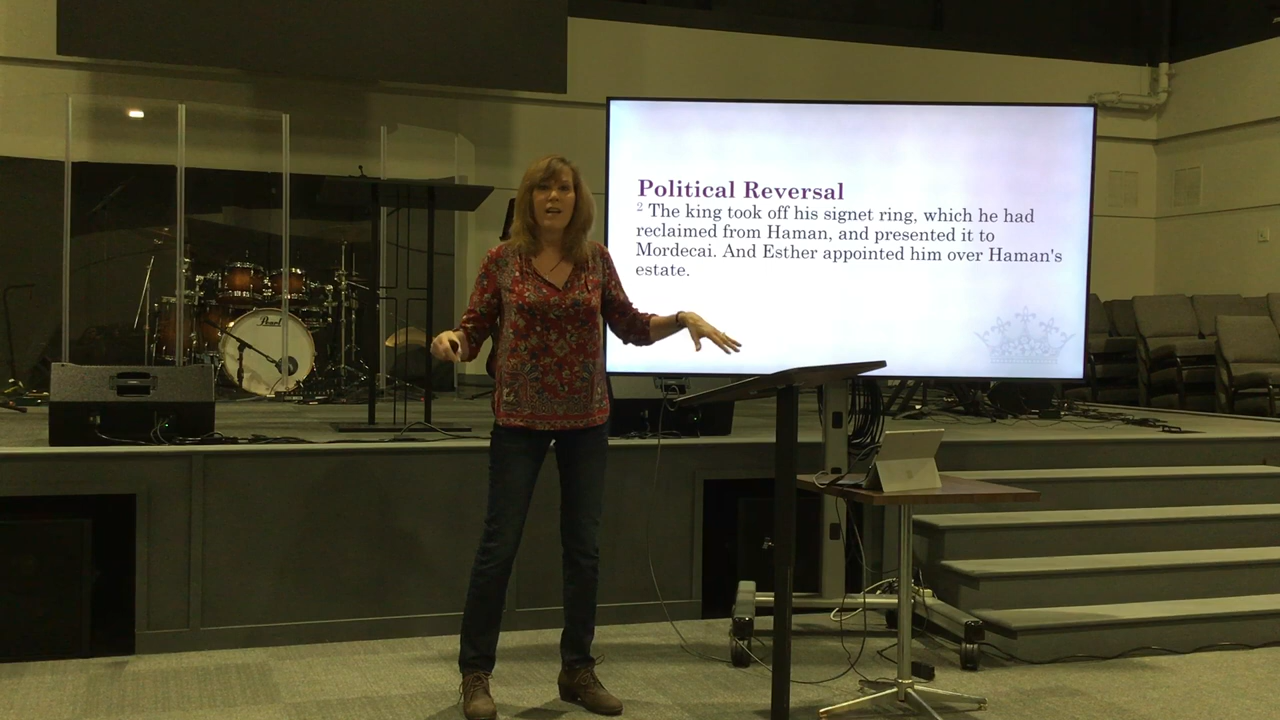 Political Reversal
2 The king took off his signet ring, which he had
reclaimed from Haman, and presented it to
Mordecai. And Esther appointed him over Haman's
estate.
Pearl